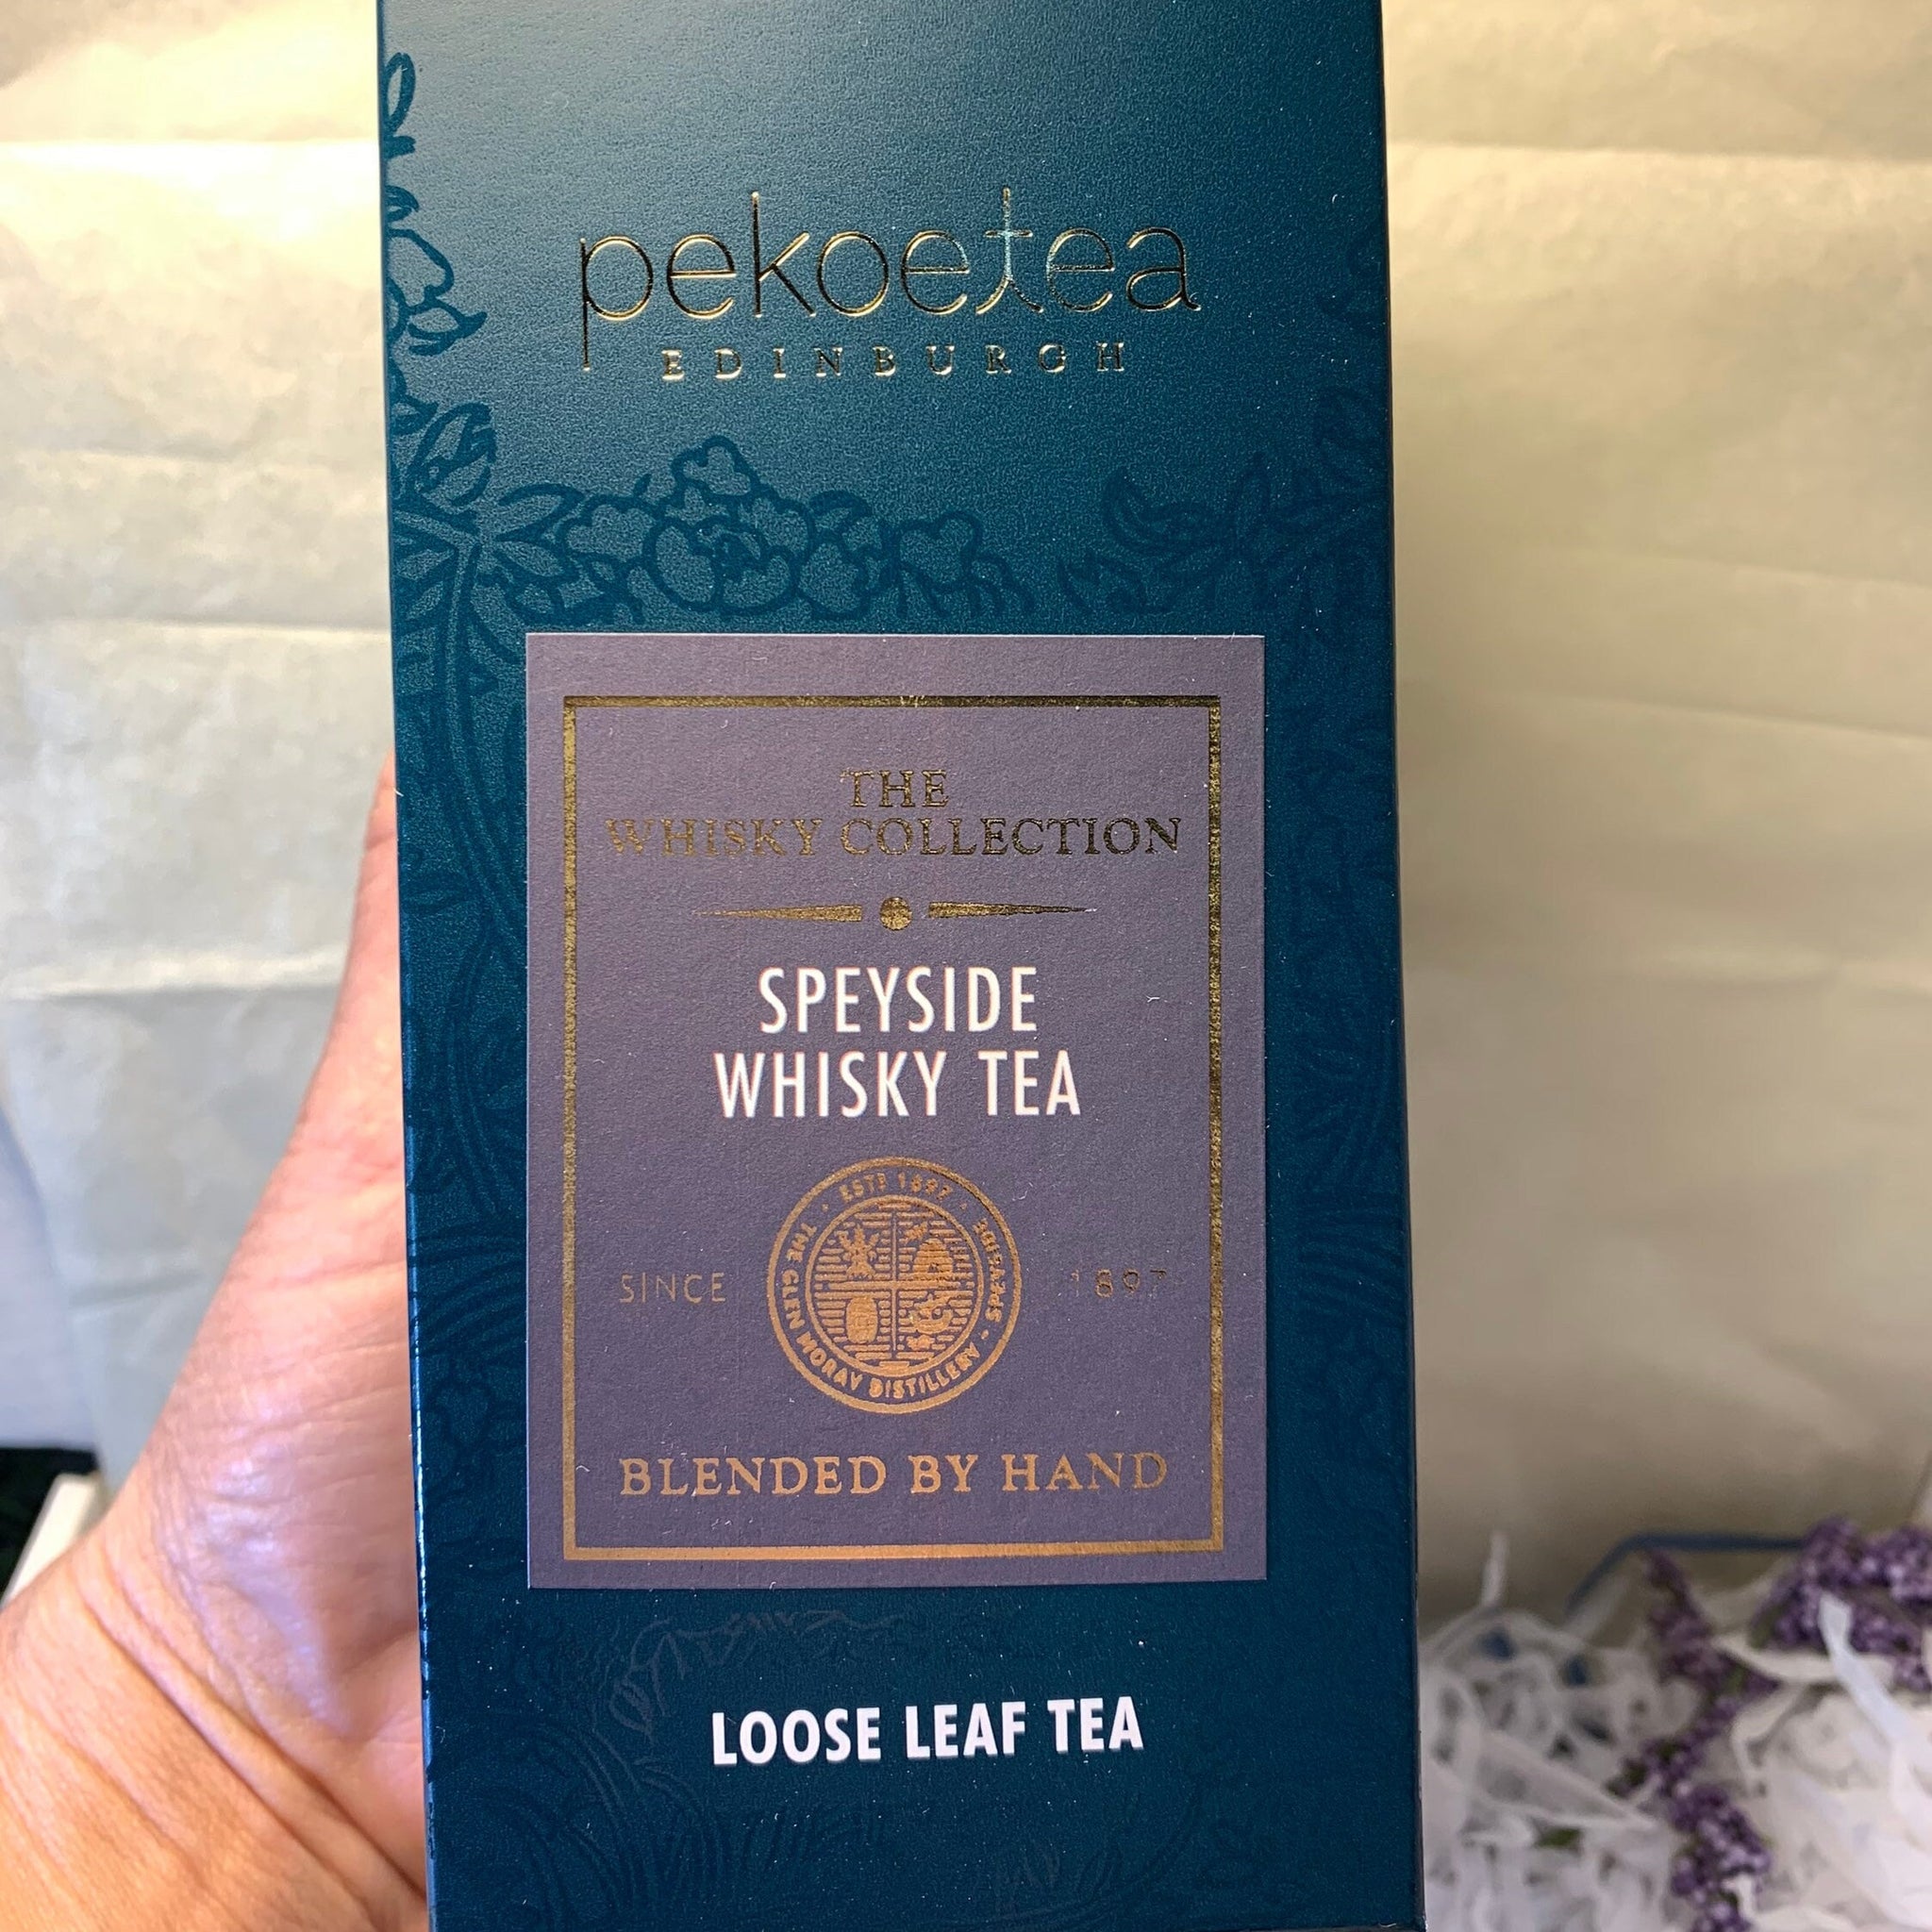 pekoetea
EDINBURGH
THE
WHISKY COLLECTION
SPEYSIDE
WHISKY TEA
ESTD 1897
THE GLEN MORAY DISTILLERY - SPEYSIDE
SINCE 1897
BLENDED BY HAND
LOOSE LEAF TEA